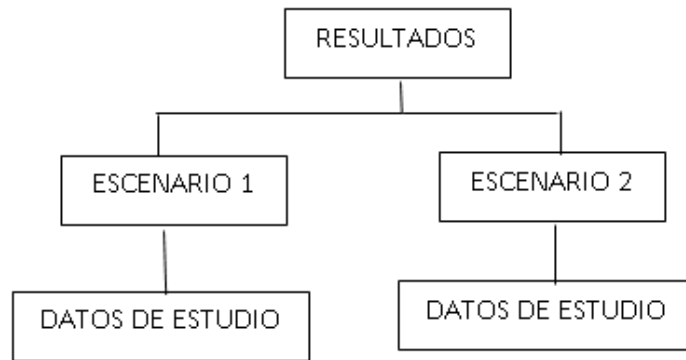 RESULTADOS
ESCENARIO 1
ESCENARIO 2
DATOS DE ESTUDIO
DATOS DE ESTUDIO